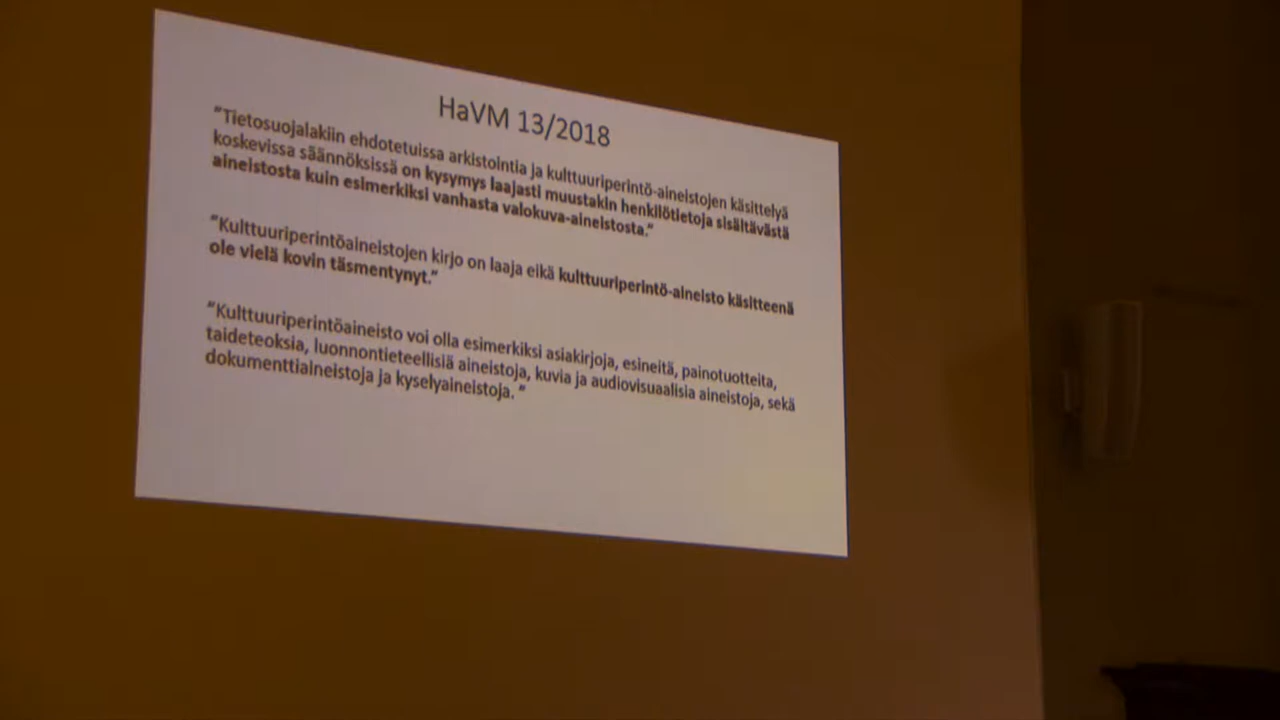 HaVM 13/2018
"Tietosuojalakiin ehdotetuissa arkistointia ja kulttuuriperintö-aineistojen käsittelyä
koskevissa säännöksissä on kysymys laajasti muustakin henkilötietoja sisältävästä
aineistosta kuin esimerkiksi vanhasta valokuva-aineistosta."
"Kulttuuriperintöaineistojen kirjo on laaja eikä kulttuuriperintö-aineisto käsitteenä
ole vielä kovin täsmentynyt."
"Kulttuuriperintöaineisto voi olla esimerkiksi asiakirjoja, esineitä, painotuotteita,
taideteoksia, luonnontieteellisiä aineistoja, kuvia ja audiovisuaalisia aineistoja, sekä
dokumenttiaineistoja ja kyselyaineistoja. "